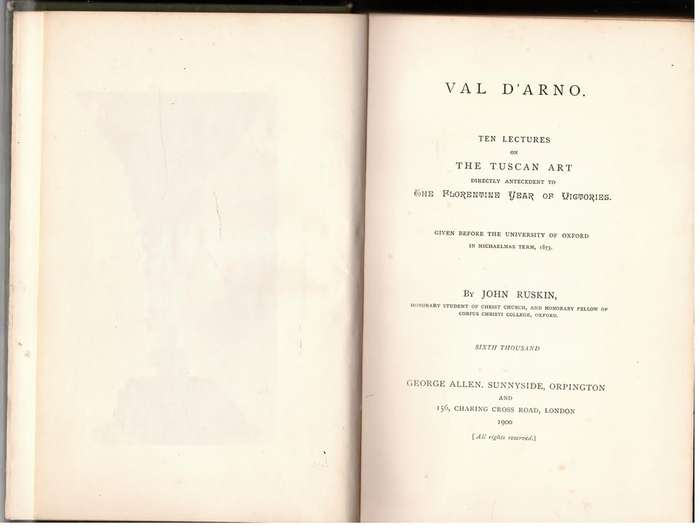 VAL D'ARNO.
TEN LECTURES
ON
THE TUSCAN ART
DIRECTLY ANTECEDENT TO
THE FLORENTINE YEAR OF VICTORIES.
GIVEN BEFORE THE UNIVERSITY OF OXFORD
IN MICHAELMAS TERM, 1873.
BY JOHN RUSKIN,
HONORARY STUDENT OF CHRIST CHURCH, AND HONORARY FELLOW OF
CORPUS CHRISTI COLLEGE, OXFORD.
SIXTH THOUSAND
GEORGE ALLEN, SUNNYSIDE, ORPINGTON
AND
156, CHARING CROSS ROAD, LONDON
1900
[All rights reserved.]